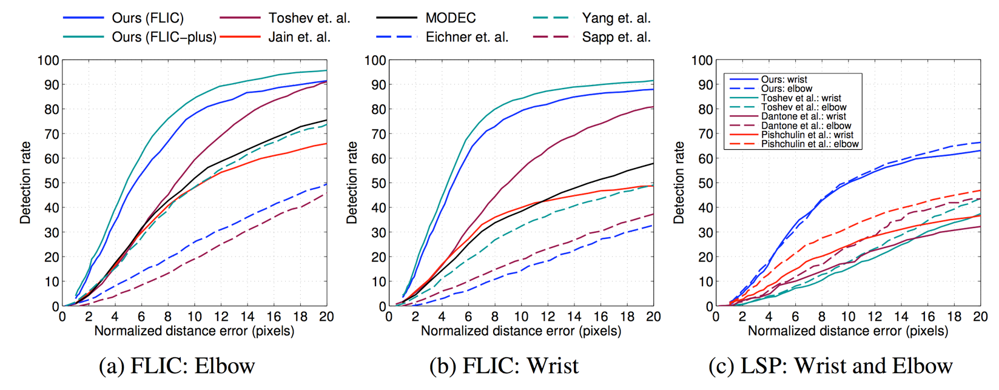 Ours (FLIC) Toshev et. al. MODEC Yang et. al.
Ours (FLIC−plus) Jain et. al. Eichner et. al. Sapp et. al.
100
90
80
70
60
50
40
30
20
10
0
Detection rate
0 2 4 6 8 10 12 14 16 18 20
Normalized distance error (pixels)
(a) FLIC: Elbow
100
90
80
70
60
50
40
30
20
10
0
Detection rate
0 2 4 6 8 10 12 14 16 18 20
Normalized distance error (pixels)
(b) FLIC: Wrist
100
90
80
70
60
50
40
30
20
10
0
Detection rate
Ours: wrist
Ours: elbow
Toshev et al.: wrist
Toshev et al.: elbow
Dantone et al.: wrist
Dantone et al.: elbow
Pishchulin et al.: wrist
Pishchulin et al.: elbow
0 2 4 6 8 10 12 14 16 18 20
Normalized distance error (pixels)
(c) LSP: Wrist and Elbow